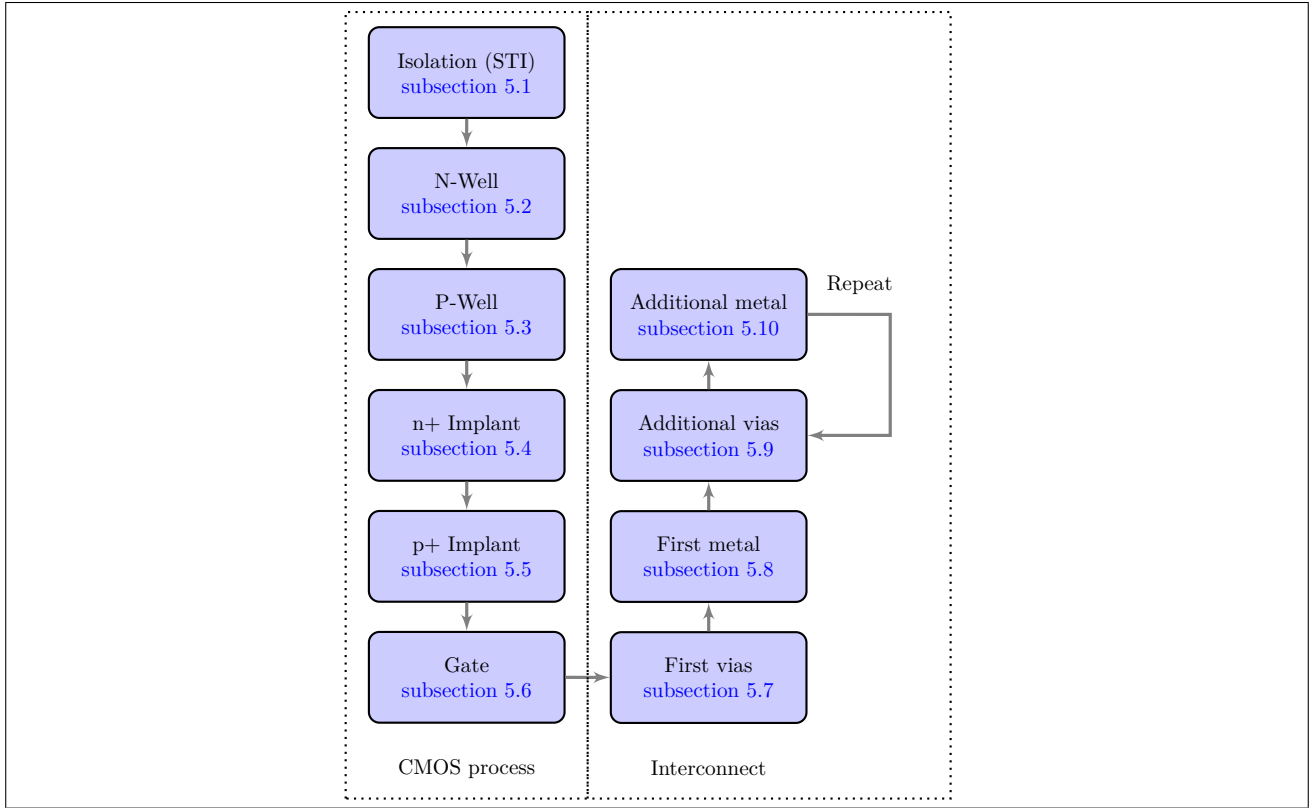 Isolation (STI)
subsection 5.1
N-Well
subsection 5.2
P-Well
subsection 5.3
n+ Implant
subsection 5.4
p+ Implant
subsection 5.5
Gate
subsection 5.6
CMOS process
Additional metal
subsection 5.10
Repeat
Additional vias
subsection 5.9
First metal
subsection 5.8
First vias
subsection 5.7
Interconnect